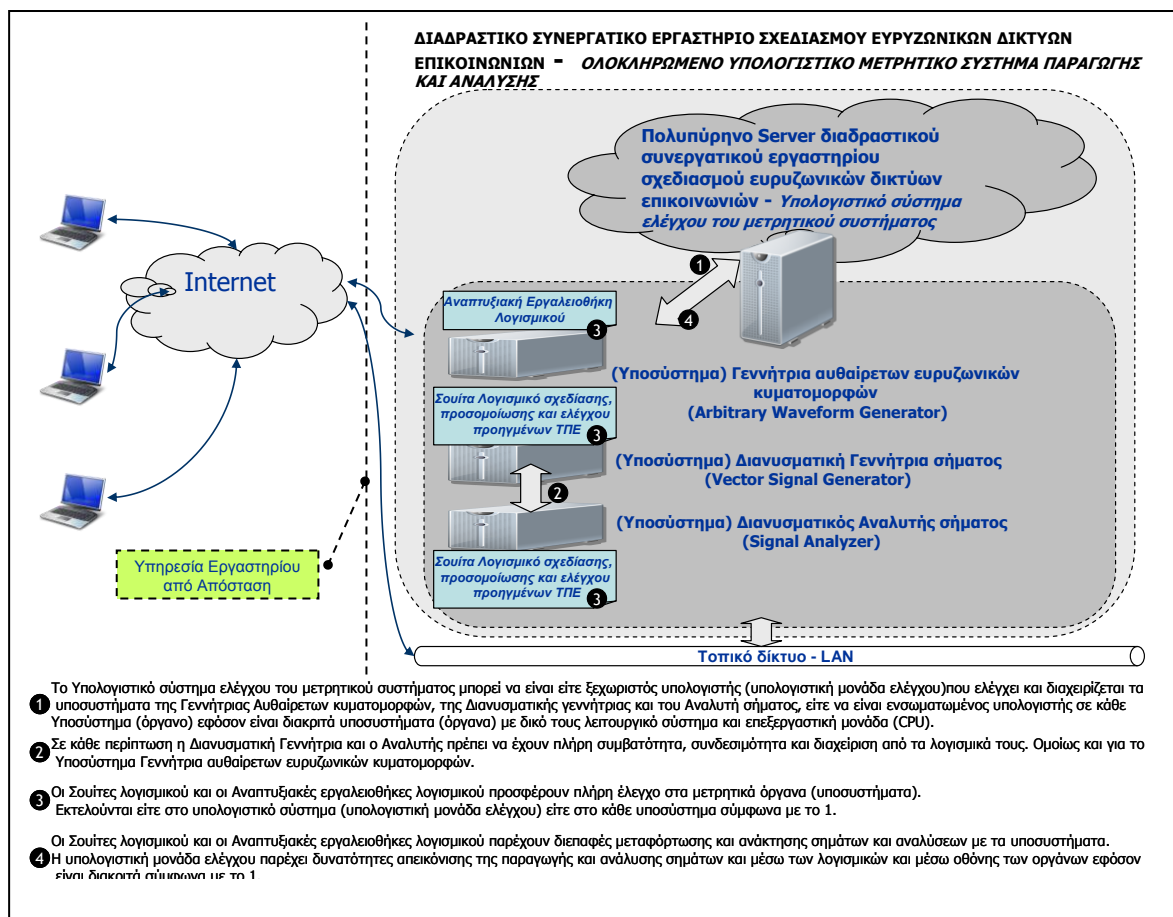 ΔΙΑΔΡΑΣΤΙΚΟ ΣΥΝΕΡΓΑΤΙΚΟ ΕΡΓΑΣΤΗΡΙΟ ΣΧΕΔΙΑΣΜΟΥ ΕΥΡΥΖΩΝΙΚΩΝ ΔΙΚΤΥΩΝ
ΕΠΙΚΟΙΝΩΝΙΩΝ - ΟΛΟΚΛΗΡΩΜΕΝΟ ΥΠΟΛΟΓΙΣΤΙΚΟ ΜΕΤΡΗΤΙΚΟ ΣΥΣΤΗΜΑ ΠΑΡΑΓΩΓΗΣ
ΚΑΙ ΑΝΑΛΥΣΗΣ
Πολυπύρηνο Server διαδραστικού
συνεργατικού εργαστηρίου
σχεδιασμού ευρυζωνικών δικτύων
επικοινωνιών - Υπολογιστικό σύστημα
ελέγχου του μετρητικού συστήματος
Internet
1
4
Αναπτυξιακή Εργαλειοθήκη
Λογισμικού
3
(Υποσύστημα) Γεννήτρια αυθαίρετων ευρυζωνικών
κυματομορφών
(Arbitrary Waveform Generator)
Σουίτα Λογισμικό σχεδίασης,
προσομοίωσης και ελέγχου
προηγμένων ΤΠΕ
3
(Υποσύστημα) Διανυσματική Γεννήτρια σήματος
(Vector Signal Generator)
2
(Υποσύστημα) Διανυσματικός Αναλυτής σήματος
(Signal Analyzer)
Σουίτα Λογισμικό σχεδίασης,
προσομοίωσης και ελέγχου
προηγμένων ΤΠΕ
3
Υπηρεσία Εργαστηρίου
από Απόσταση
Τοπικό δίκτυο - LAN
1 Το Υπολογιστικό σύστημα ελέγχου του μετρητικού συστήματος μπορεί να είναι είτε ξεχωριστός υπολογιστής (υπολογιστική μονάδα ελέγχου)που ελέγχει και διαχειρίζεται τα
υποσυστήματα της Γεννήτριας Αυθαίρετων κυματομορφών, της Διανυσματικής γεννήτριας και του Αναλυτή σήματος, είτε να είναι ενσωματωμένος υπολογιστής σε κάθε
Υποσύστημα (όργανο) εφόσον είναι διακριτά υποσυστήματα (όργανα) με δικό τους λειτουργικό σύστημα και επεξεργαστική μονάδα (CPU).
2 Σε κάθε περίπτωση η Διανυσματική Γεννήτρια και ο Αναλυτής πρέπει να έχουν πλήρη συμβατότητα, συνδεσιμότητα και διαχείριση από τα λογισμικά τους. Ομοίως και για το
Υποσύστημα Γεννήτρια αυθαίρετων ευρυζωνικών κυματομορφών.
3 Οι Σουίτες λογισμικού και οι Αναπτυξιακές εργαλειοθήκες λογισμικού προσφέρουν πλήρη έλεγχο στα μετρητικά όργανα (υποσυστήματα).
Εκτελούνται είτε στο υπολογιστικό σύστημα (υπολογιστική μονάδα ελέγχου) είτε στο κάθε υποσύστημα σύμφωνα με το 1.
Οι Σουίτες λογισμικού και οι Αναπτυξιακές εργαλειοθήκες λογισμικού παρέχουν διεπαφές μεταφόρτωσης και ανάκτησης σημάτων και αναλύσεων με τα υποσυστήματα.
4 Η υπολογιστική μονάδα ελέγχου παρέχει δυνατότητες απεικόνισης της παραγωγής και ανάλυσης σημάτων και μέσω των λογισμικών και μέσω οθόνης των οργάνων εφόσον
είναι διακριτά σύμφωνα με το 1